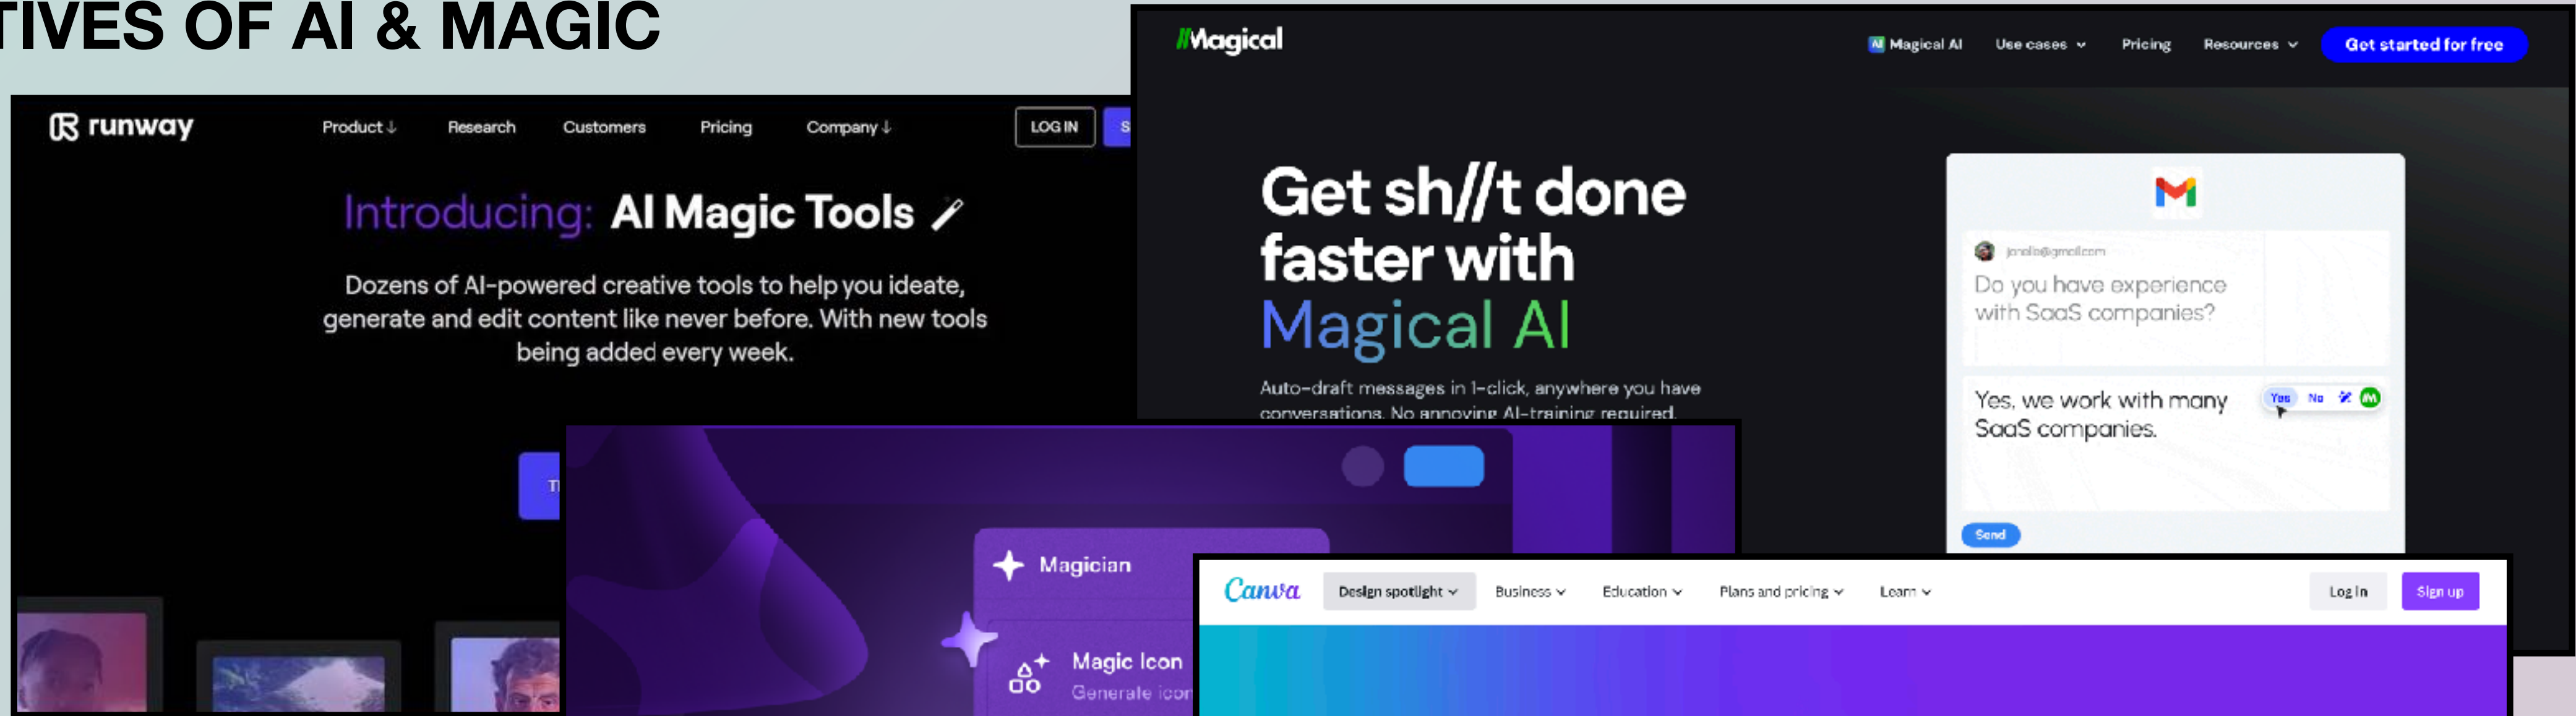 TIVES OF AI & MAGIC
runway
Product ↓ Research Customers Pricing Company ↓ LOG IN S
Introducing: AI Magic Tools
Dozens of AI-powered creative tools to help you ideate,
generate and edit content like never before. With new tools
being added every week.
Magical
AI Magical AI Use cases Pricing Resources Get started for free
Get sh//t done
faster with
Magical AI
Auto-draft messages in 1-click, anywhere you have
conversations. No annoying AI-training required.
Do you have experience
with SaaS companies?
Yes, we work with many
SaaS companies.
Yes No
Send
Magician
Magic Icon
Generate icon
Canva
Design spotlight Business Education Plans and pricing Learn Log in Sign up